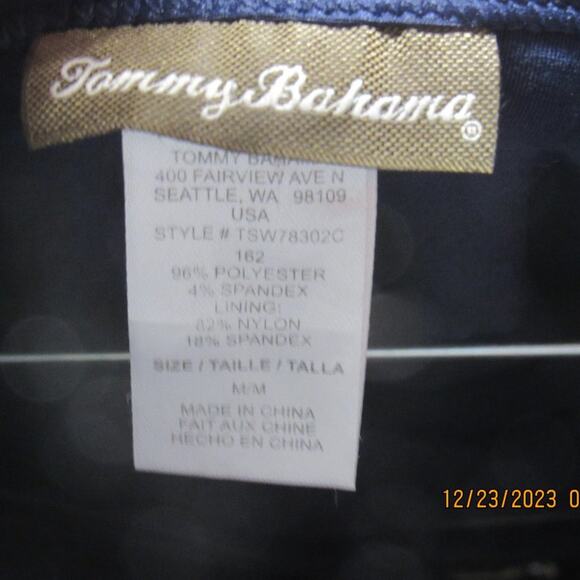 Tommy Bahama®
TOMMY BAHAMA
400 FAIRVIEW AVE N
SEATTLE, WA 98109
USA
STYLE # TSW78302C
162
96% POLYESTER
4% SPANDEX
LINING:
82% NYLON
18% SPANDEX
SIZE / TAILLE / TALLA
M/M
MADE IN CHINA
FAIT AUX CHINE
HECHO EN CHINA
12/23/2023 0